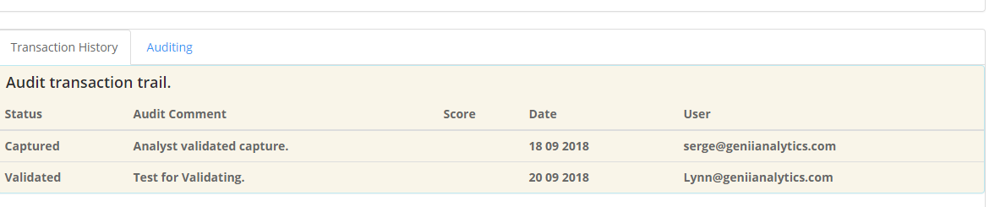 Transaction History Auditing
Audit transaction trail.
Status Audit Comment Score Date User
Captured Analyst validated capture. 18 09 2018 serge@geniianalytics.com
Validated Test for Validating. 20 09 2018 Lynn@geniianalytics.com